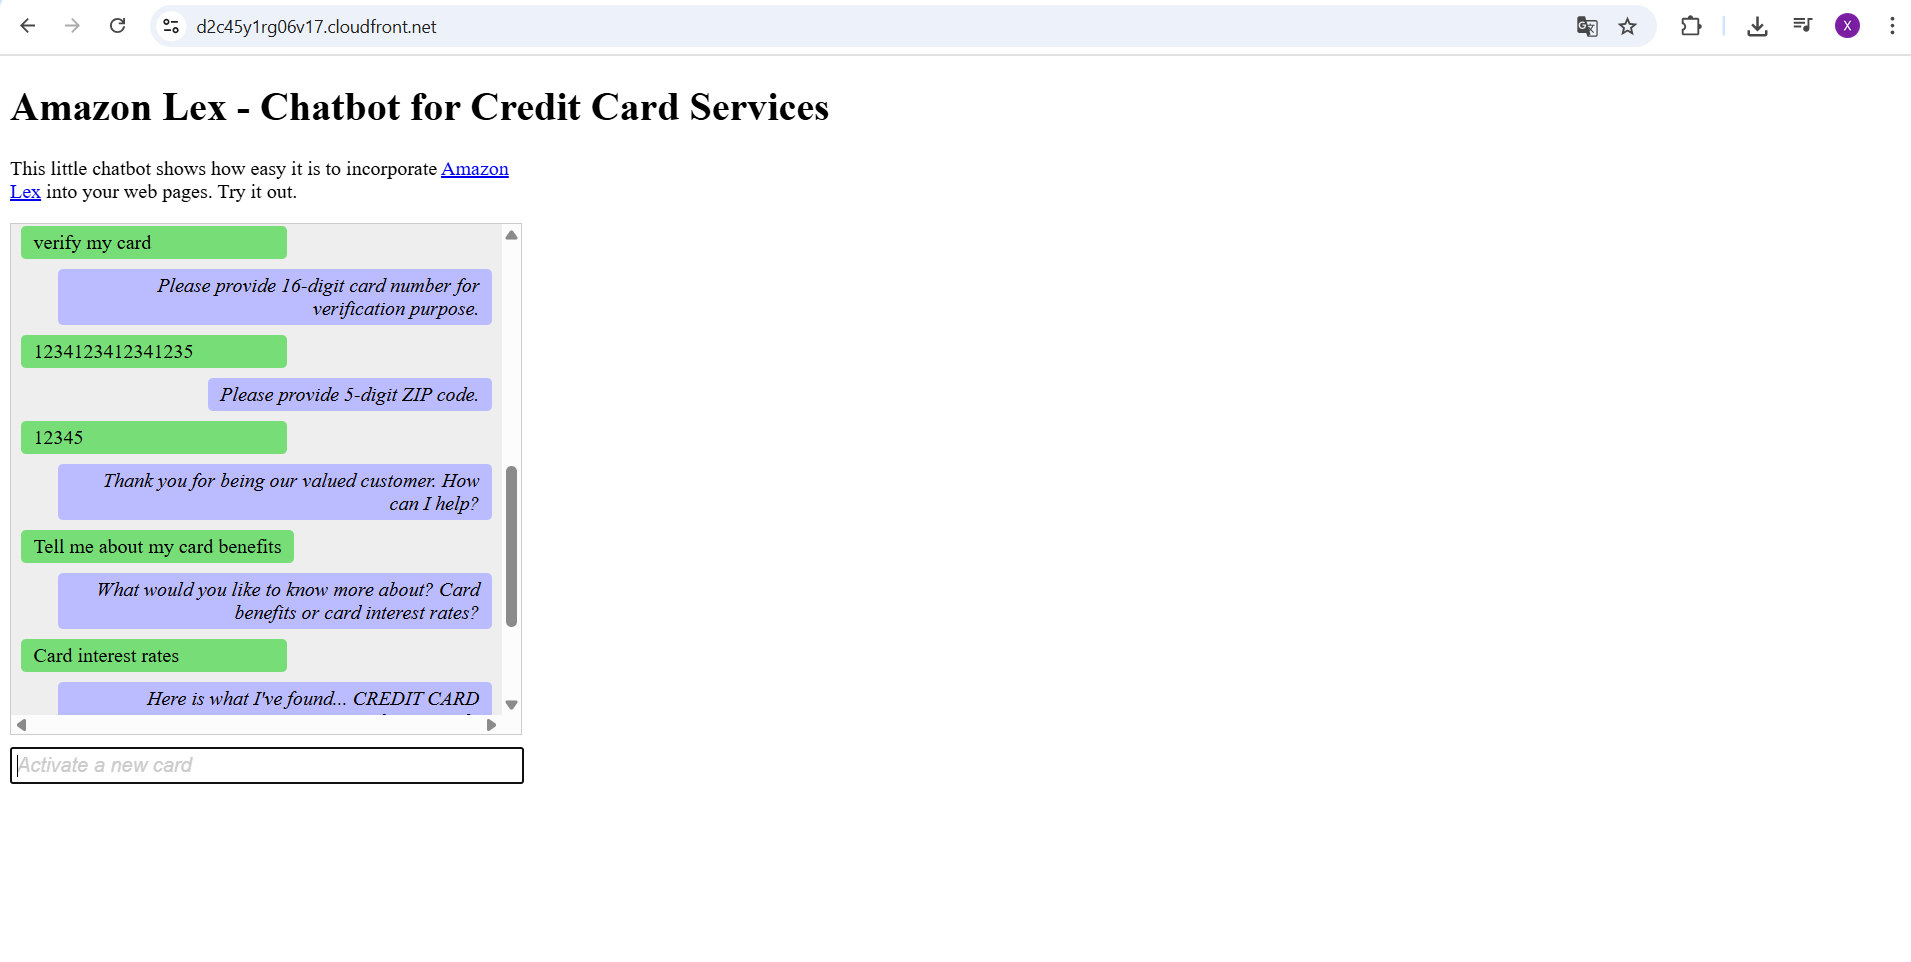 d2c45y1rg06v17.cloudfront.net
X
Amazon Lex - Chatbot for Credit Card Services
This little chatbot shows how easy it is to incorporate Amazon
Lex into your web pages. Try it out.
verify my card
Please provide 16-digit card number for
verification purpose.
1234123412341235
Please provide 5-digit ZIP code.
12345
Thank you for being our valued customer. How
can I help?
Tell me about my card benefits
What would you like to know more about? Card
benefits or card interest rates?
Card interest rates
Here is what I've found... CREDIT CARD
Activate a new card